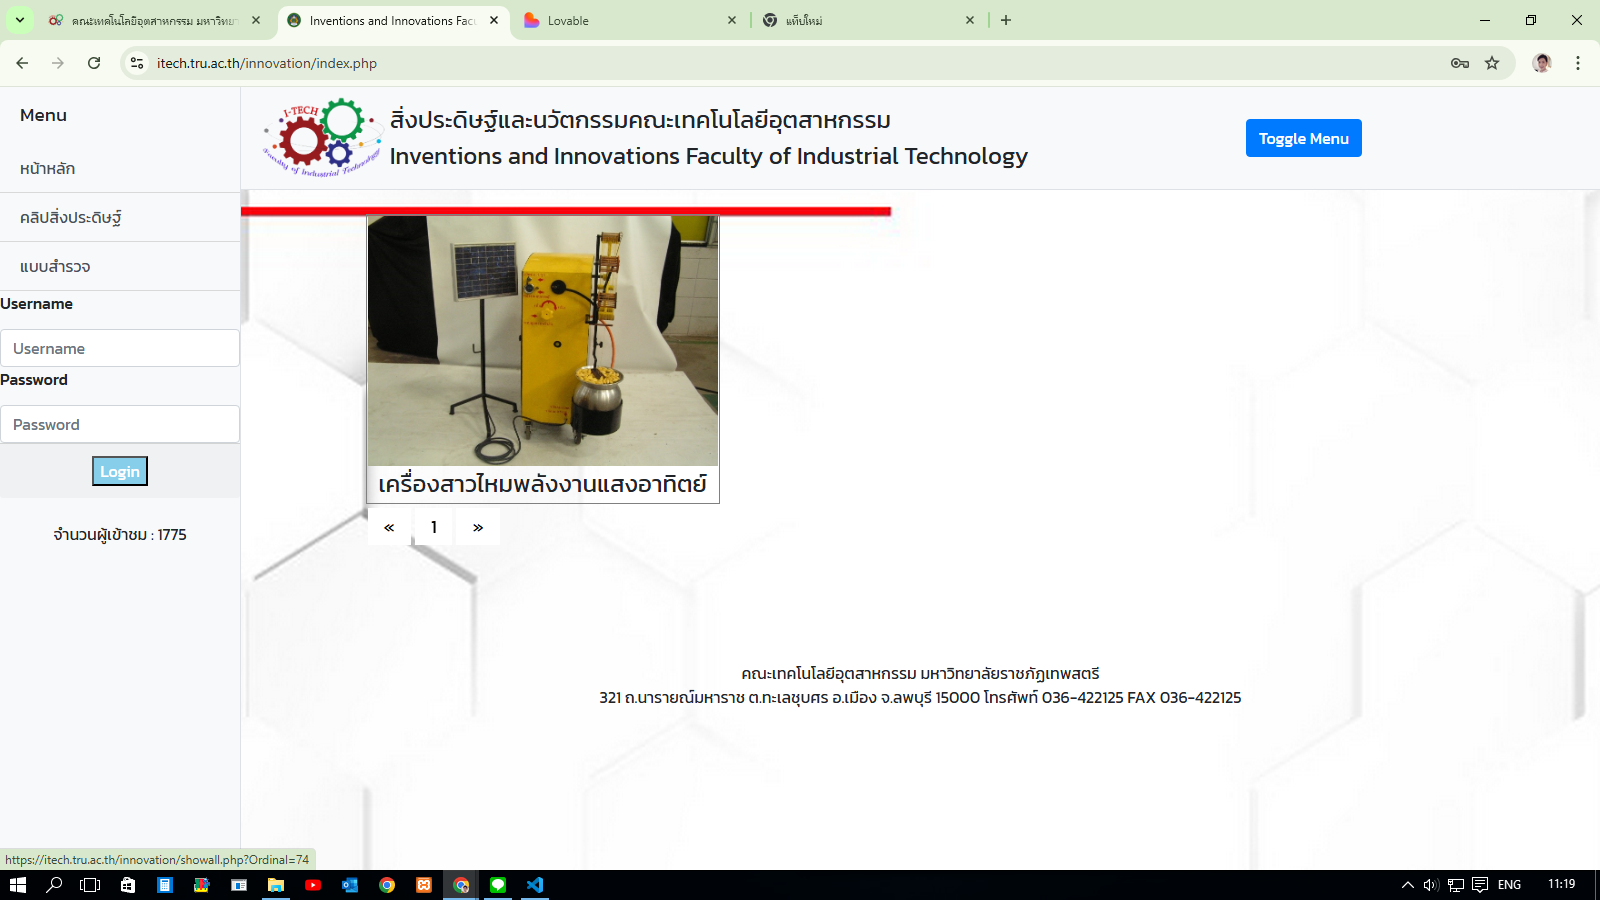 คณะเทคโนโลยีอุตสาหกรรม มหาวิทยา
Inventions and Innovations Facu
Lovable
แท็บใหม่
itech.tru.ac.th/innovation/index.php
Menu
หน้าหลัก
คลิปสิ่งประดิษฐ์
แบบสำรวจ
Username
Username
Password
Password
Login
จำนวนผู้เข้าชม : 1775
I-TECH
Faculty of Industrial Technology
สิ่งประดิษฐ์และนวัตกรรมคณะเทคโนโลยีอุตสาหกรรม
Inventions and Innovations Faculty of Industrial Technology
Toggle Menu
เครื่องสาวไหมพลังงานแสงอาทิตย์
« 1 »
คณะเทคโนโลยีอุตสาหกรรม มหาวิทยาลัยราชภัฏเทพสตรี
321 ถ.นารายณ์มหาราช ต.ทะเลชุบศร อ.เมือง จ.ลพบุรี 15000 โทรศัพท์ 036-422125 FAX 036-422125
https://itech.tru.ac.th/innovation/showall.php?Ordinal=74
ENG
11:19